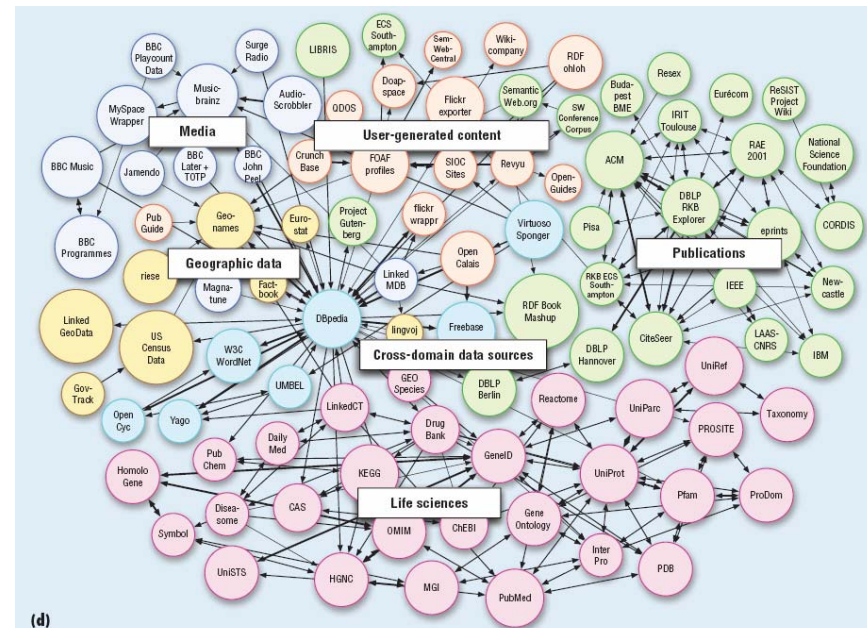 BBC
Playcount
Data
Surge
Radio
LIBRIS
ECS
South-
ampton
Sem-
Web-
Central
Wiki-
company
RDF
ohloh
Music-
brainz
Audio-
Scrobbler
Doap-
space
MySpace
Wrapper
QDOS
Flickr
exporter
Semantic
Web.org
SW
Conference
Corpus
Buda-
pest
BME
Resex
IRIT
Toulouse
Eurécom
ReSIST
Project
Wiki
Media
User-generated content
BBC Music
Jamendo
BBC
Later +
TOTP
BBC
John
Peel
Crunch
Base
FOAF
profiles
SIOC
Sites
Revyu
Open-
Guides
ACM
RAE
2001
National
Science
Foundation
DBLP
RKB
Explorer
BBC
Programmes
Pub
Guide
Geo-
names
Euro-
stat
Project
Guten-
berg
flickr
wrappr
Virtuoso
Sponger
Pisa
eprints
CORDIS
Publications
riese
Geographic data
Magna-
tune
Fact-
book
Linked
MDB
Open
Calais
RKB ECS
South-
ampton
IEEE
New-
castle
Linked
GeoData
US
Census
Data
DBpedia
lingvoj
Freebase
RDF Book
Mashup
CiteSeer
LAAS-
CNRS
IBM
W3C
WordNet
Cross-domain data sources
DBLP
Hannover
Gov-
Track
Open
Cyc
Yago
UMBEL
GEO
Species
DBLP
Berlin
LinkedCT
Reactome
UniParc
UniRef
Taxonomy
Daily
Med
Drug
Bank
PROSITE
Homolo
Gene
Pub
Chem
KEGG
GeneID
UniProt
Pfam
ProDom
Life sciences
Symbol
Disea-
some
CAS
OMIM
ChEBI
Gene
Ontology
Inter
Pro
PDB
UniSTS
HGNC
MGI
PubMed
(d)